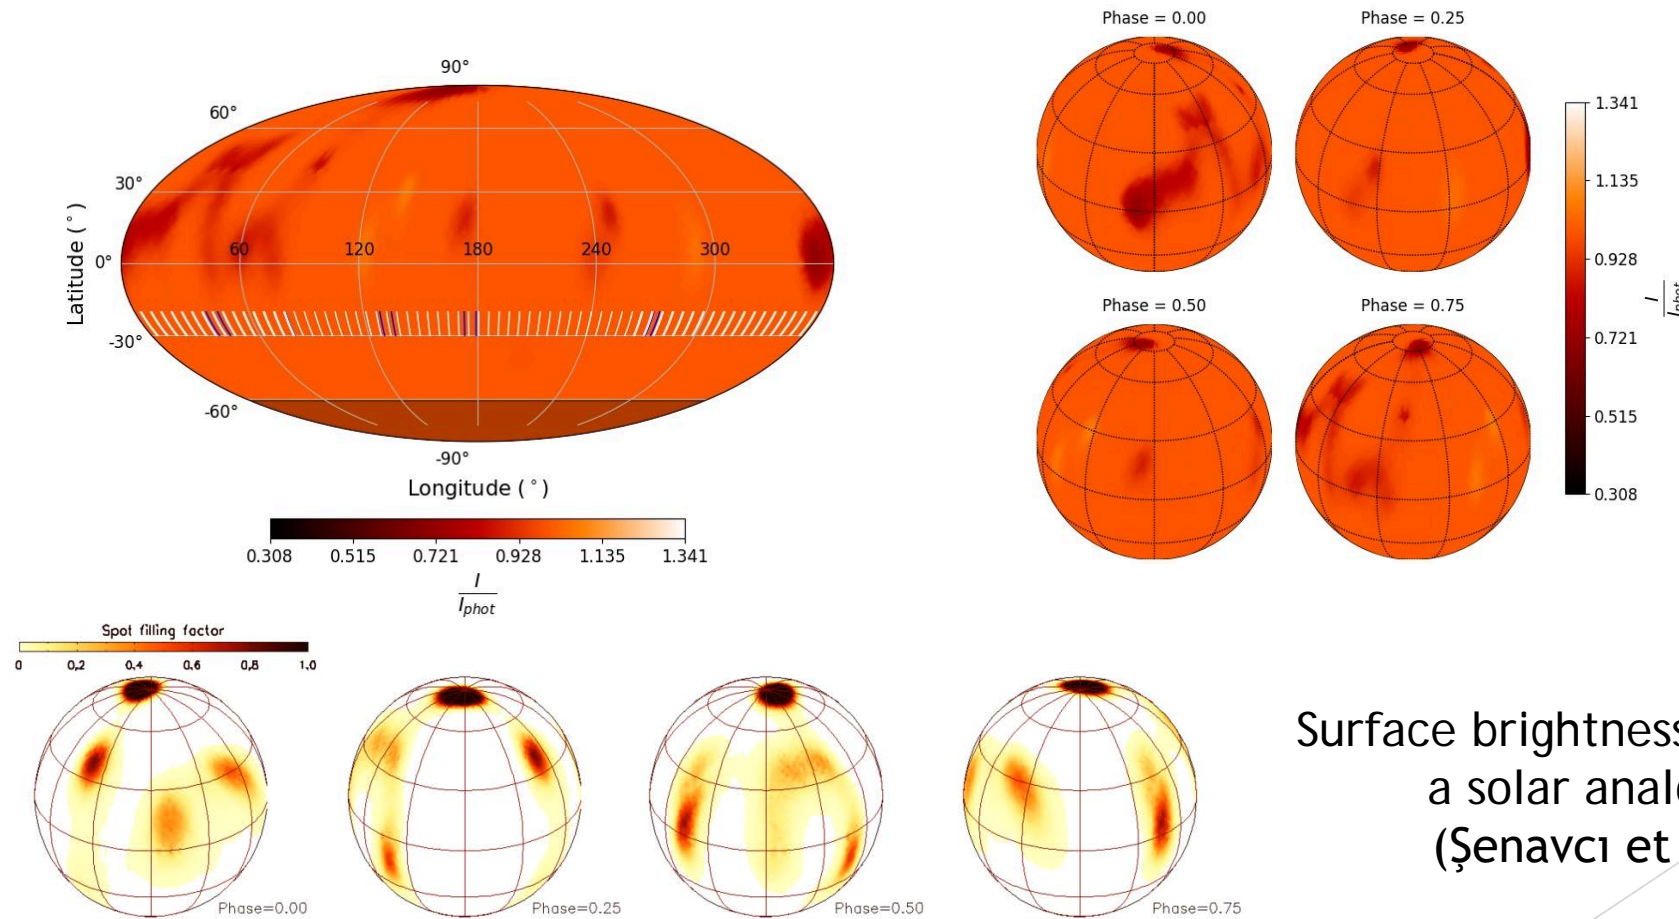 90°
60°
30°
0°
-30°
-60°
-90°
Latitude (°)
60 120 180 240 300
Longitude (°)
0.308 0.515 0.721 0.928 1.135 1.341
I
I_phot
Phase = 0.00 Phase = 0.25
Phase = 0.50 Phase = 0.75
1.341
1.135
0.928
0.721
0.515
0.308
I
I_phot
Spot filling factor
0 0,2 0,4 0,6 0,8 1.0
Phase=0.00 Phase=0.25 Phase=0.50 Phase=0.75
Surface brightness
a solar anal
(Şenavcı et